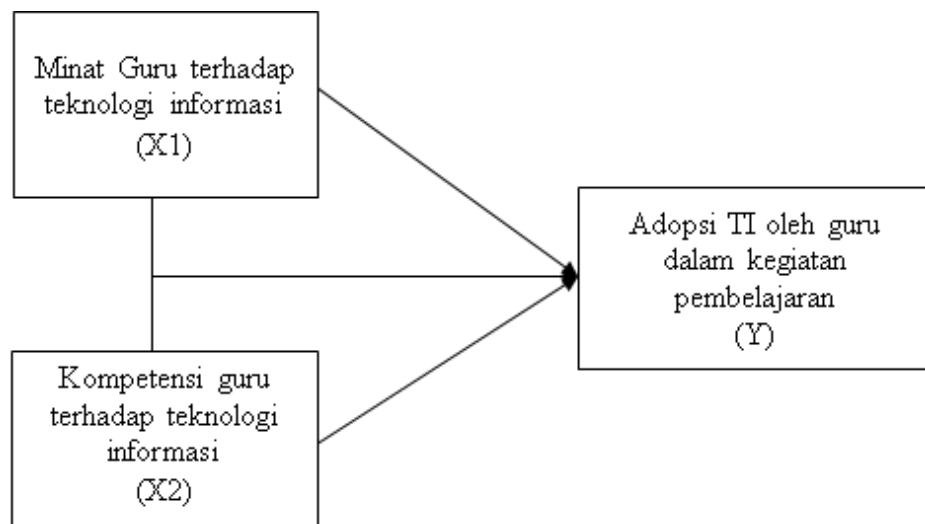 Minat Guru terhadap
teknologi informasi
(X1)
Adopsi TI oleh guru
dalam kegiatan
pembelajaran
(Y)
Kompetensi guru
terhadap teknologi
informasi
(X2)